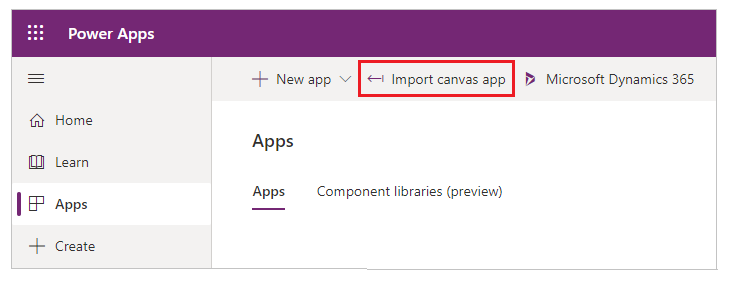 Power Apps
New app
Import canvas app
Microsoft Dynamics 365
Home
Learn
Apps
Create
Apps
Apps
Component libraries (preview)